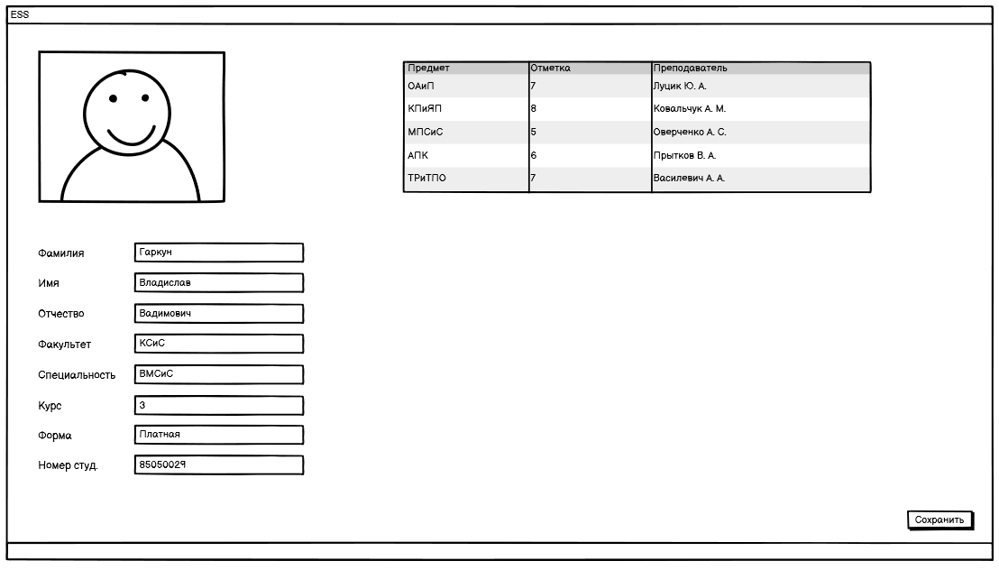 ESS
Предмет Отметка Преподаватель
ОАиП 7 Луцик Ю. А.
КПиЯП 8 Ковальчук А. М.
МПСиС 5 Оверченко А. С.
АПК 6 Прытков В. А.
ТРиТПО 7 Василевич А. А.
Фамилия Гаркун
Имя Владислав
Отчество Вадимович
Факультет КСиС
Специальность ВМСиС
Курс 3
Форма Платная
Номер студ. 85050029
Сохранить